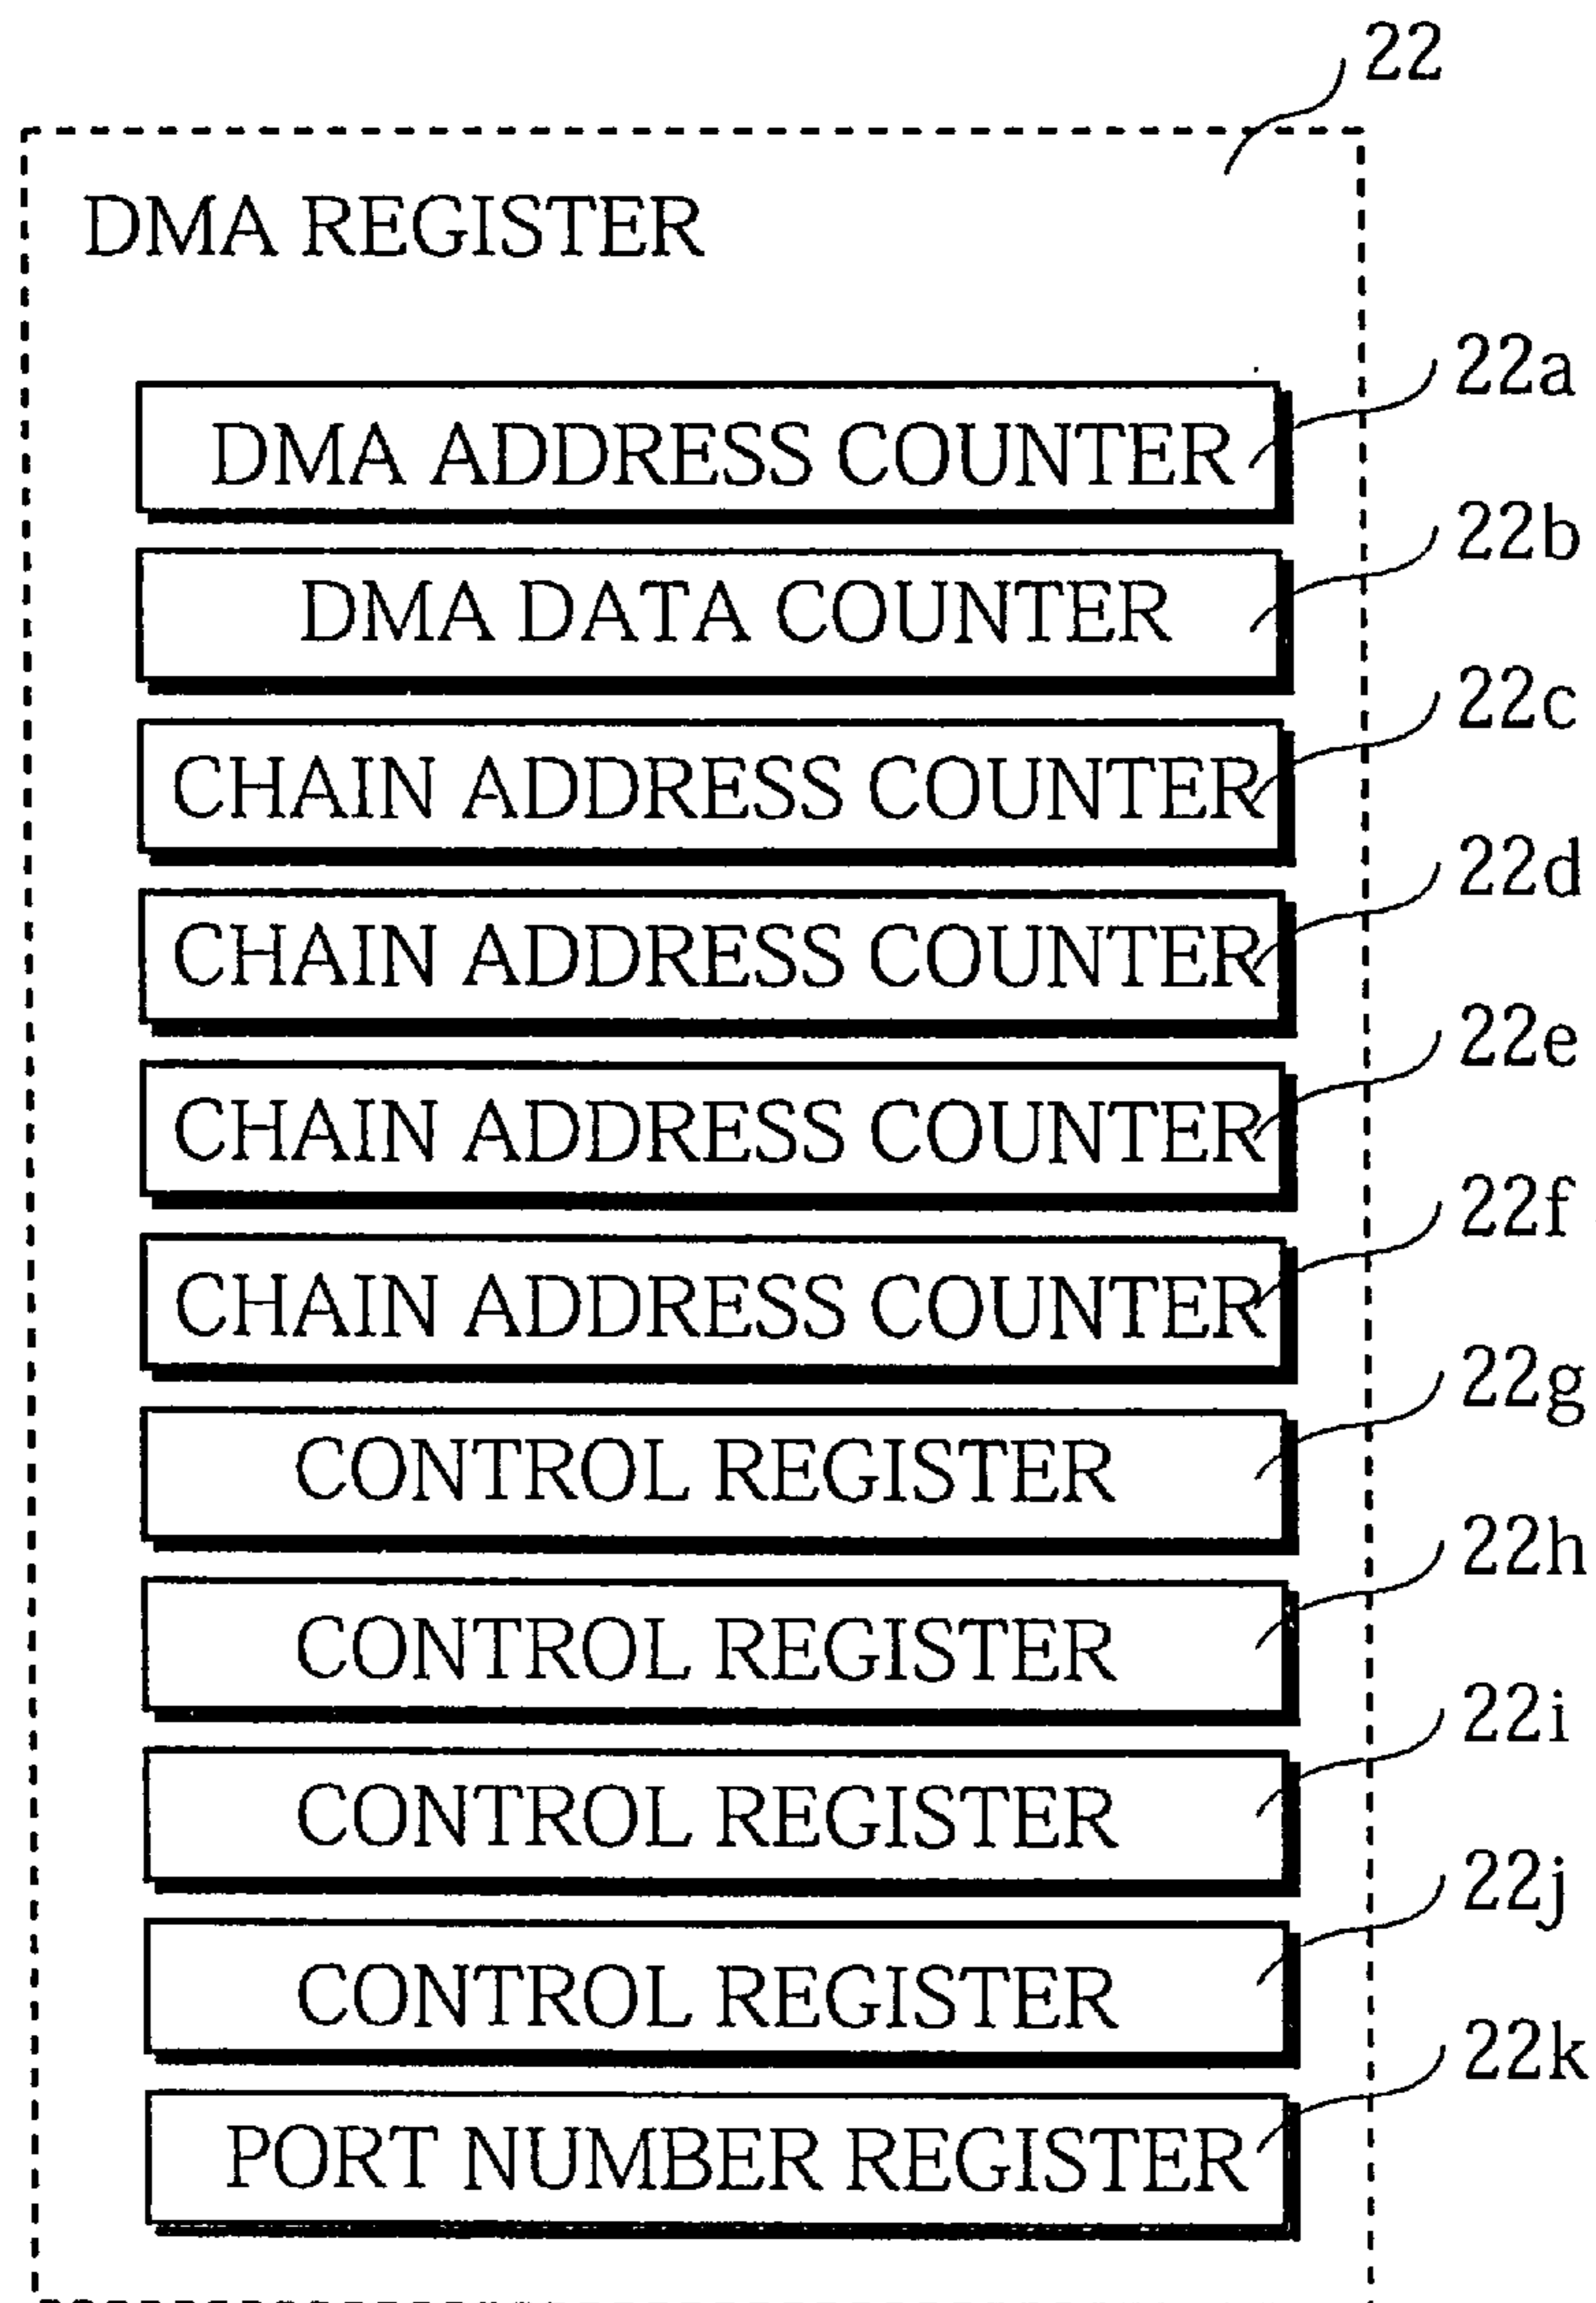 22
DMA REGISTER
22a
DMA ADDRESS COUNTER
22b
DMA DATA COUNTER
22c
CHAIN ADDRESS COUNTER
22d
CHAIN ADDRESS COUNTER
22e
CHAIN ADDRESS COUNTER
22f
CHAIN ADDRESS COUNTER
22g
CONTROL REGISTER
22h
CONTROL REGISTER
22i
CONTROL REGISTER
22j
CONTROL REGISTER
22k
PORT NUMBER REGISTER